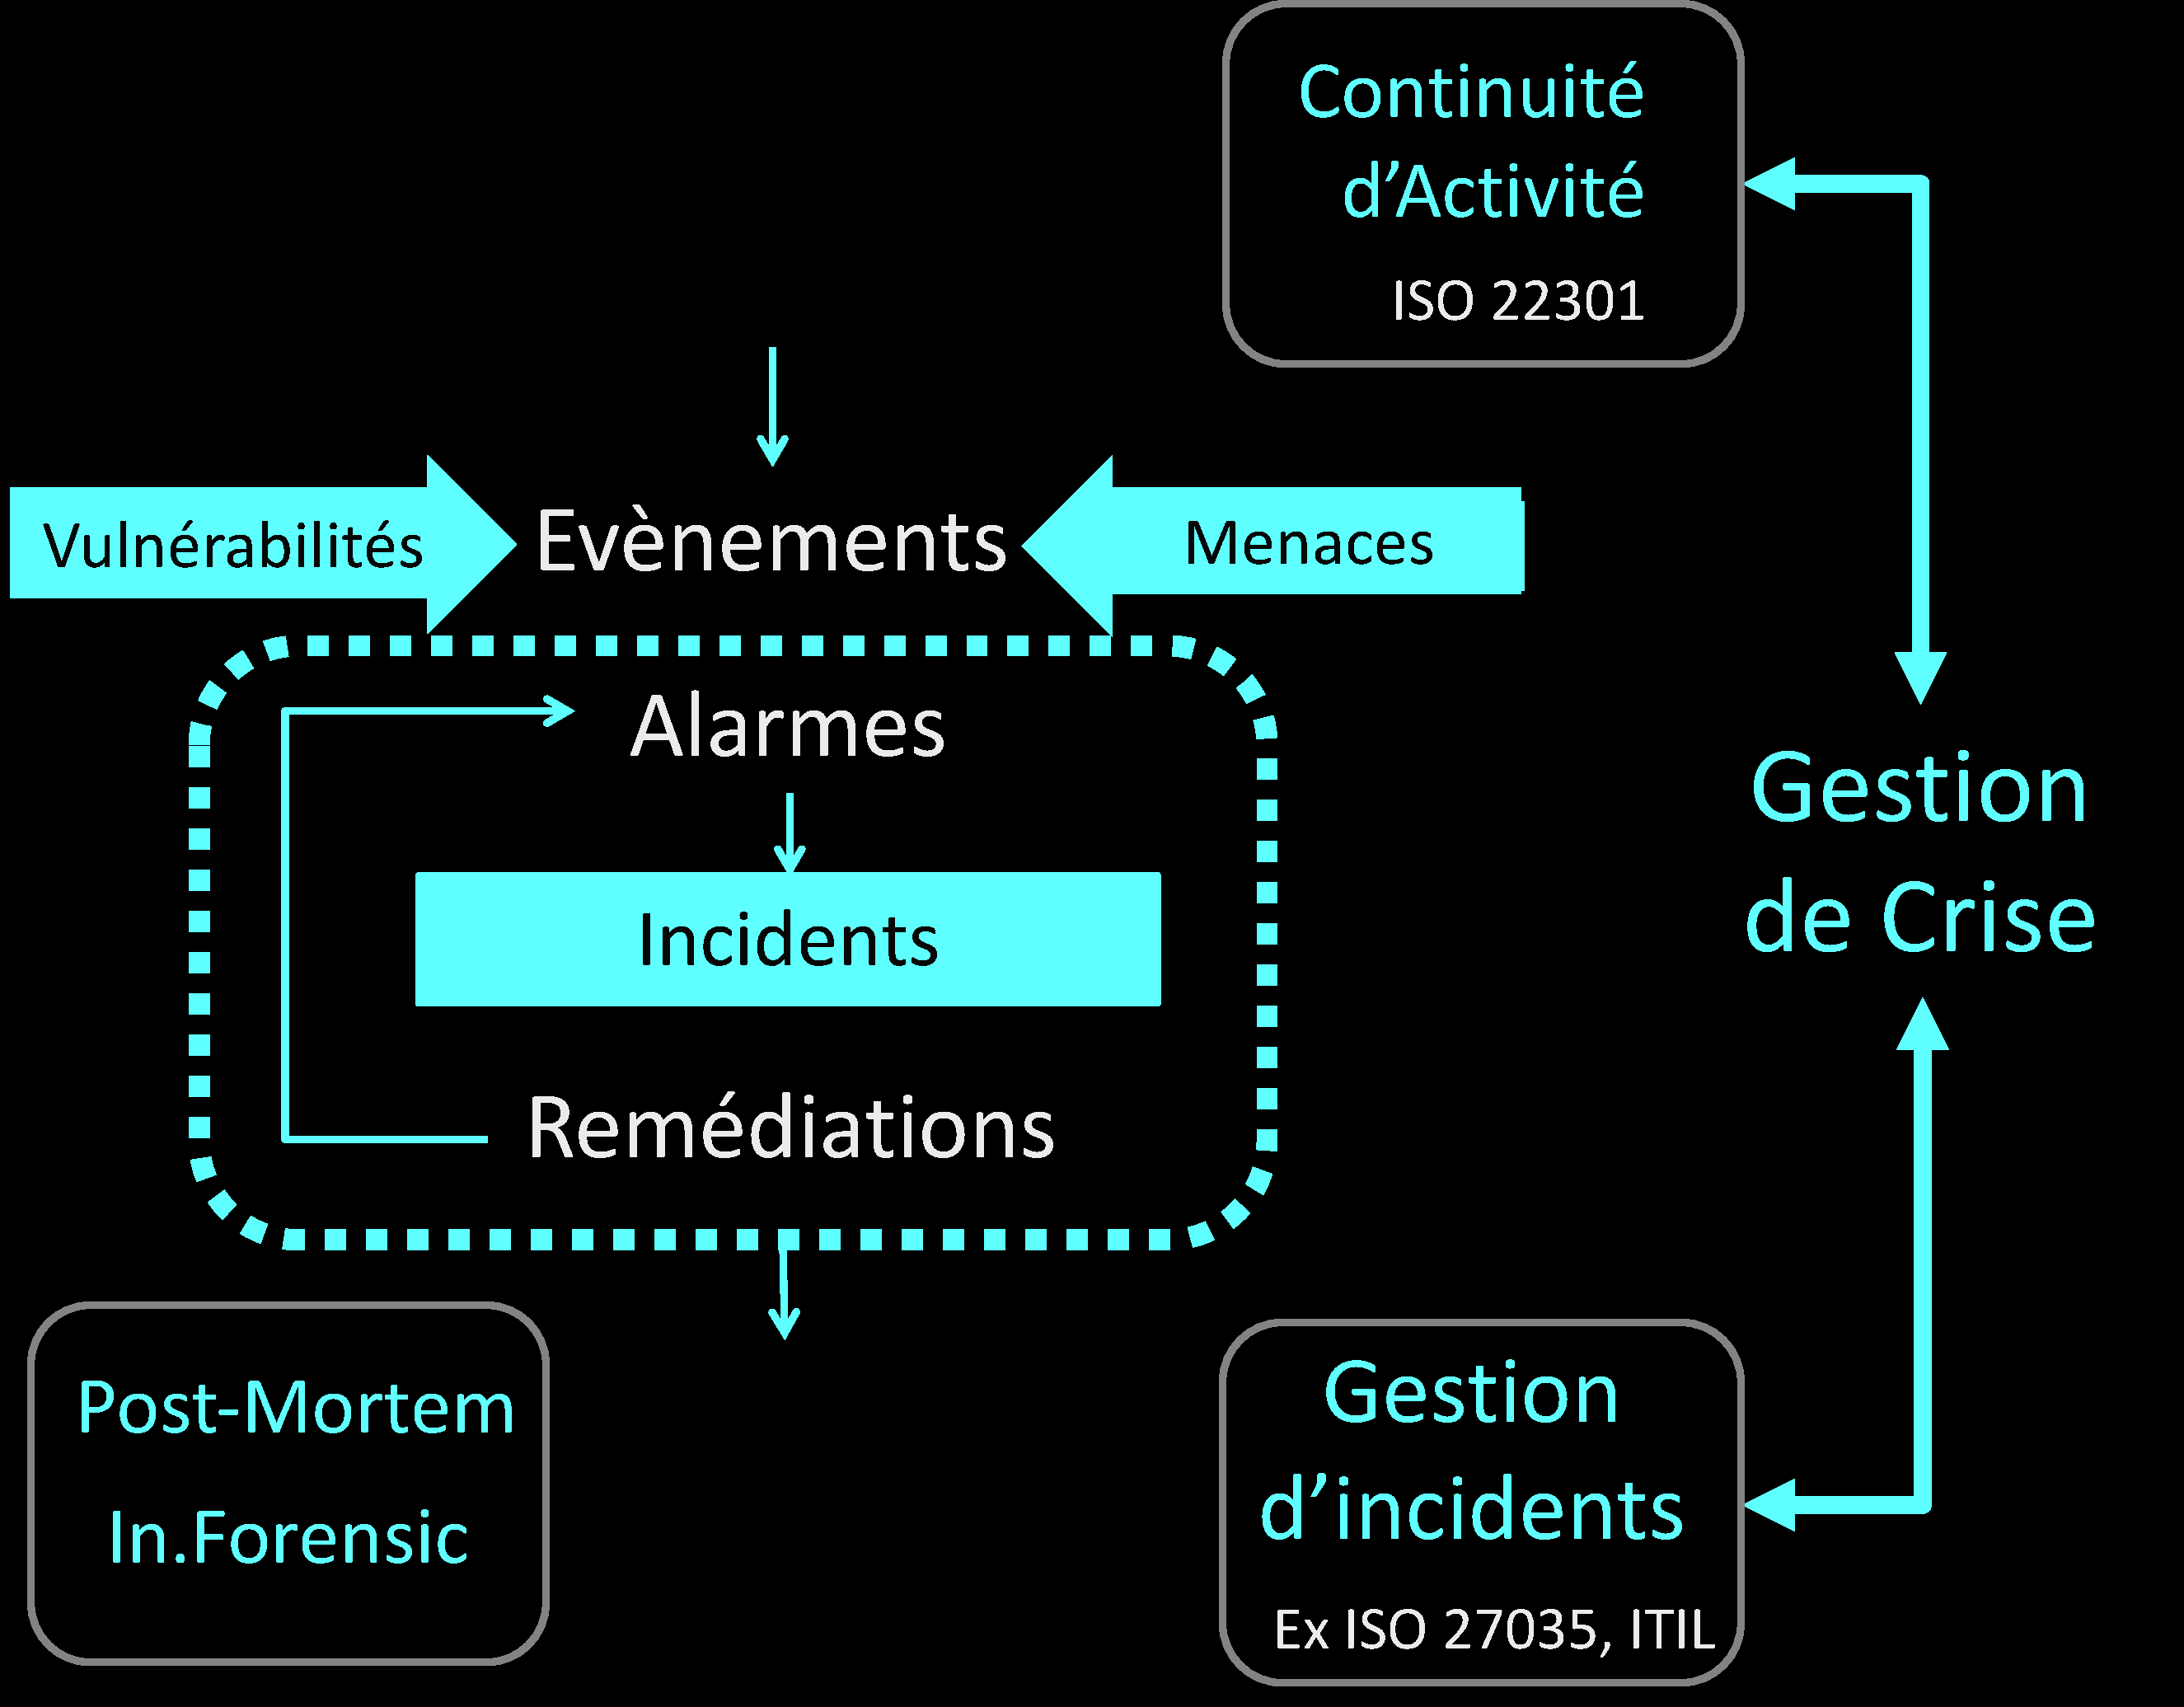 Continuité
d’Activité
ISO 22301
Vulnérabilités
Evènements
Menaces
Alarmes
Incidents
Remédiations
Gestion
de Crise
Post-Mortem
In.Forensic
Gestion
d’incidents
Ex ISO 27035, ITIL